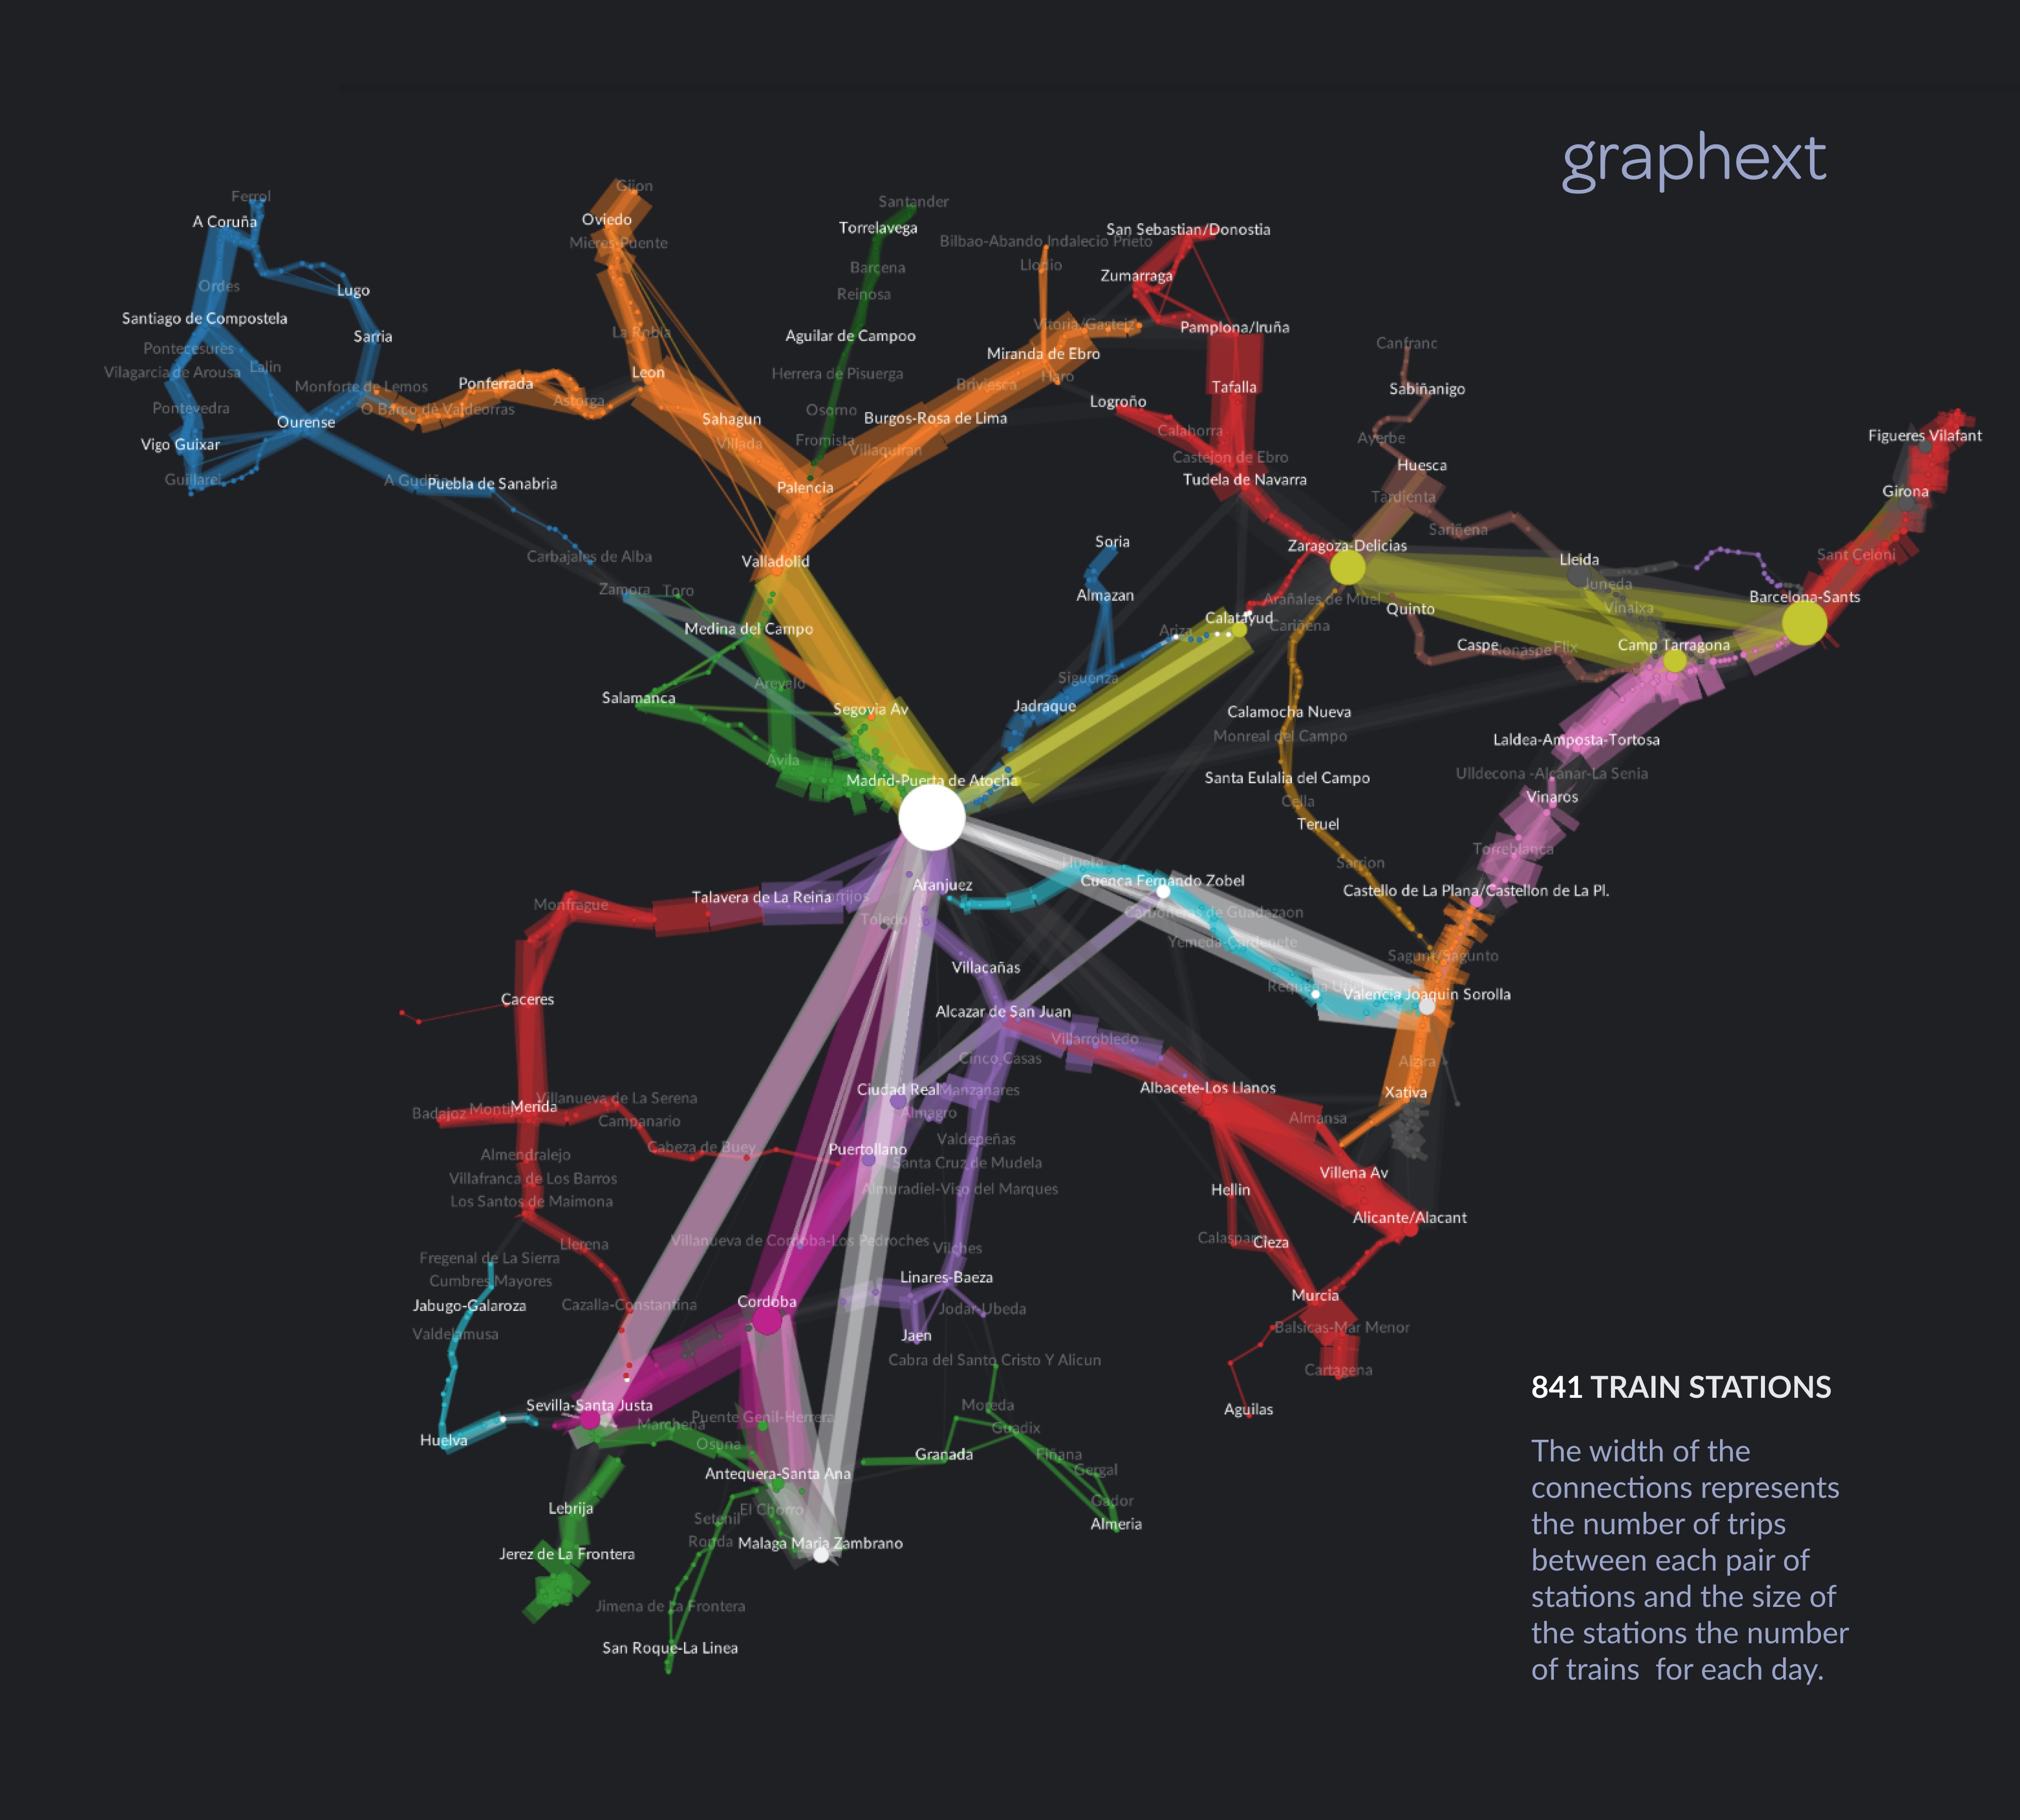 graphext
Gijon
Ferrol
Santander
Oviedo
A Coruña
Torrelavega
San Sebastian/Donostia
Mieres-Puente
Bilbao-Abando Indalecio Prieto
Barcena
Llodio
Zumarraga
Ordes
Lugo
Reinosa
Santiago de Compostela
Vitoria/Gasteiz
Pamplona/Iruña
Sarria
La Robla
Aguilar de Campoo
Canfranc
Pontecesures
Miranda de Ebro
Lalin
Vilagarcia de Arousa
Leon
Herrera de Pisuerga
Haro
Monforte de Lemos
Ponferrada
Briviesca
Tafalla
Sabiñanigo
Astorga
Logroño
Pontevedra
O Barco de Valdeorras
Osorno
Ourense
Sahagun
Burgos-Rosa de Lima
Calahorra
Ayerbe
Figueres Vilafant
Vigo Guixar
Villada
Fromista
Villaquiran
Castejon de Ebro
Huesca
Guillarei
A Gudiña
Puebla de Sanabria
Palencia
Tudela de Navarra
Tardienta
Girona
Sariñena
Soria
Zaragoza-Delicias
Carbajales de Alba
Valladolid
Lleida
Sant Celoni
Zamora
Toro
Almazan
Juneda
Arañales de Muel
Quinto
Vinaixa
Barcelona-Sants
Medina del Campo
Ariza
Calatayud
Cariñena
Caspe
Nonaspe
Flix
Camp Tarragona
Arevalo
Siguenza
Salamanca
Segovia Av
Jadraque
Calamocha Nueva
Monreal del Campo
Laldea-Amposta-Tortosa
Avila
Madrid-Puerta de Atocha
Santa Eulalia del Campo
Ulldecona -Alcanar-La Senia
Cella
Vinaros
Teruel
Torreblanca
Huete
Sarrion
Cuenca Fernando Zobel
Castello de La Plana/Castellon de La Pl.
Monfrague
Talavera de La Reina
Torrijos
Aranjuez
Toledo
Carboneras de Guadazaon
Yemeda-Cardenete
Sagunt/Sagunto
Villacañas
Requena
Valencia Joaquin Sorolla
Caceres
Alcazar de San Juan
Villarrobledo
Cinco Casas
Alzira
Ciudad Real
Manzanares
Albacete-Los Llanos
Xativa
Badajoz
Montijo
Merida
Villanueva de La Serena
Campanario
Almagro
Almansa
Almendralejo
Cabeza de Buey
Puertollano
Valdepeñas
Santa Cruz de Mudela
Villena Av
Villafranca de Los Barros
Almuradiel-Viso del Marques
Hellin
Los Santos de Maimona
Alicante/Alacant
Llerena
Villanueva de Cordoba-Los Pedroches
Vilches
Calasparra
Cieza
Fregenal de La Sierra
Cumbres Mayores
Linares-Baeza
Jabugo-Galaroza
Cazalla-Constantina
Cordoba
Jodar-Ubeda
Murcia
Valdelamusa
Jaen
Balsicas-Mar Menor
Cabra del Santo Cristo Y Alicun
Cartagena
Sevilla-Santa Justa
Puente Genil-Herrera
Moreda
Aguilas
Marchena
Guadix
Huelva
Osuna
Granada
Fiñana
Antequera-Santa Ana
Gergal
Lebrija
Setenil
El Chorro
Gador
Almeria
Jerez de La Frontera
Ronda
Malaga Maria Zambrano
Jimena de La Frontera
San Roque-La Linea
841 TRAIN STATIONS
The width of the
connections represents
the number of trips
between each pair of
stations and the size of
the stations the number
of trains for each day.